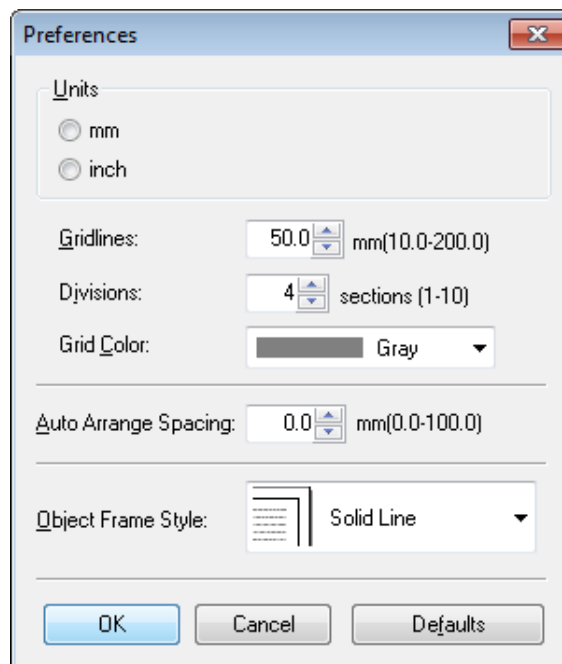 Preferences
Units
mm
inch
Gridlines: 50.0 mm(10.0-200.0)
Divisions: 4 sections (1-10)
Grid Color: Gray
Auto Arrange Spacing: 0.0 mm(0.0-100.0)
Object Frame Style: Solid Line
OK Cancel Defaults